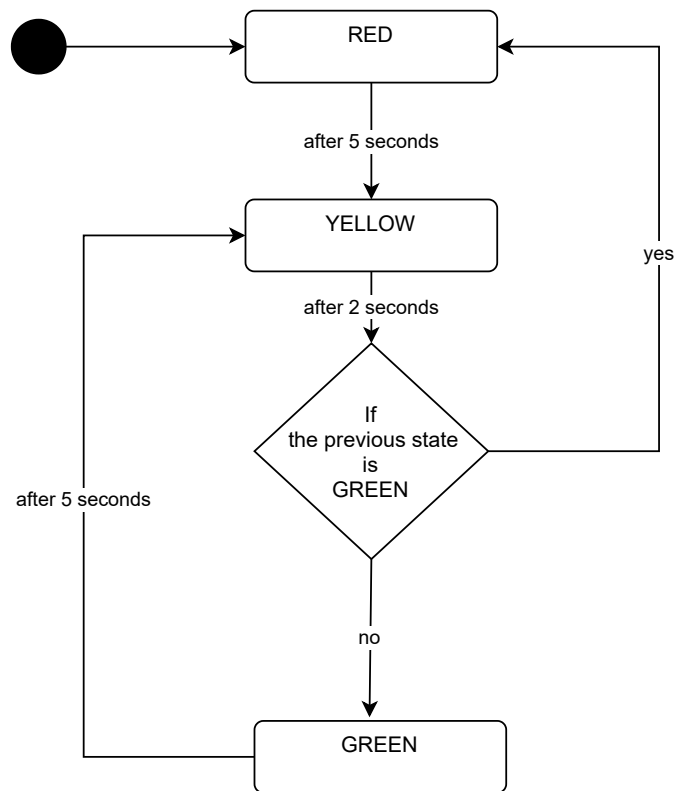 RED
after 5 seconds
YELLOW
after 2 seconds
yes
If
the previous state
is
GREEN
after 5 seconds
no
GREEN